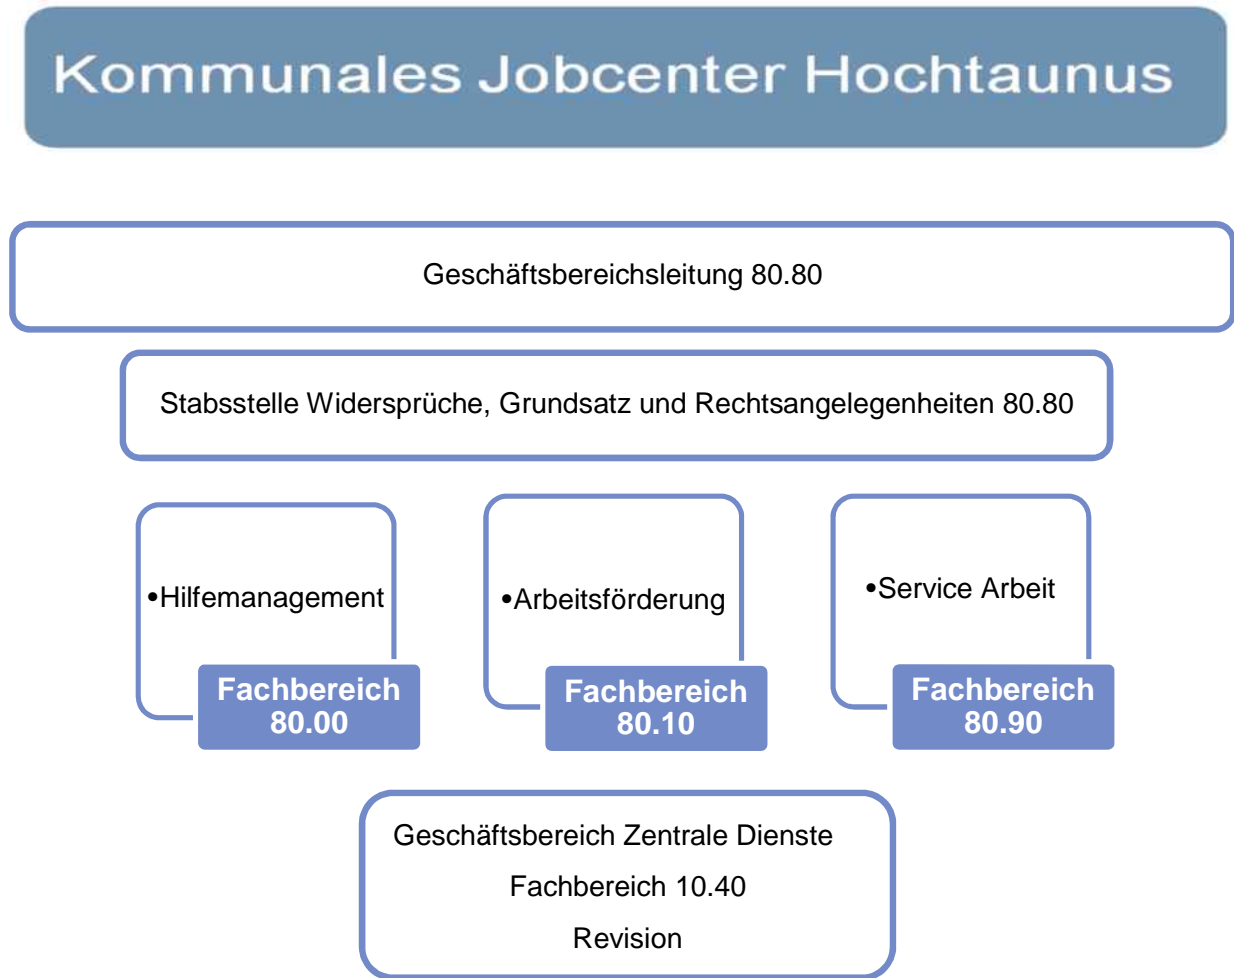 Kommunales Jobcenter Hochtaunus
Geschäftsbereichsleitung 80.80
Stabsstelle Widersprüche, Grundsatz und Rechtsangelegenheiten 80.80
•Hilfemanagement
Fachbereich
80.00
•Arbeitsförderung
Fachbereich
80.10
•Service Arbeit
Fachbereich
80.90
Geschäftsbereich Zentrale Dienste
Fachbereich 10.40
Revision